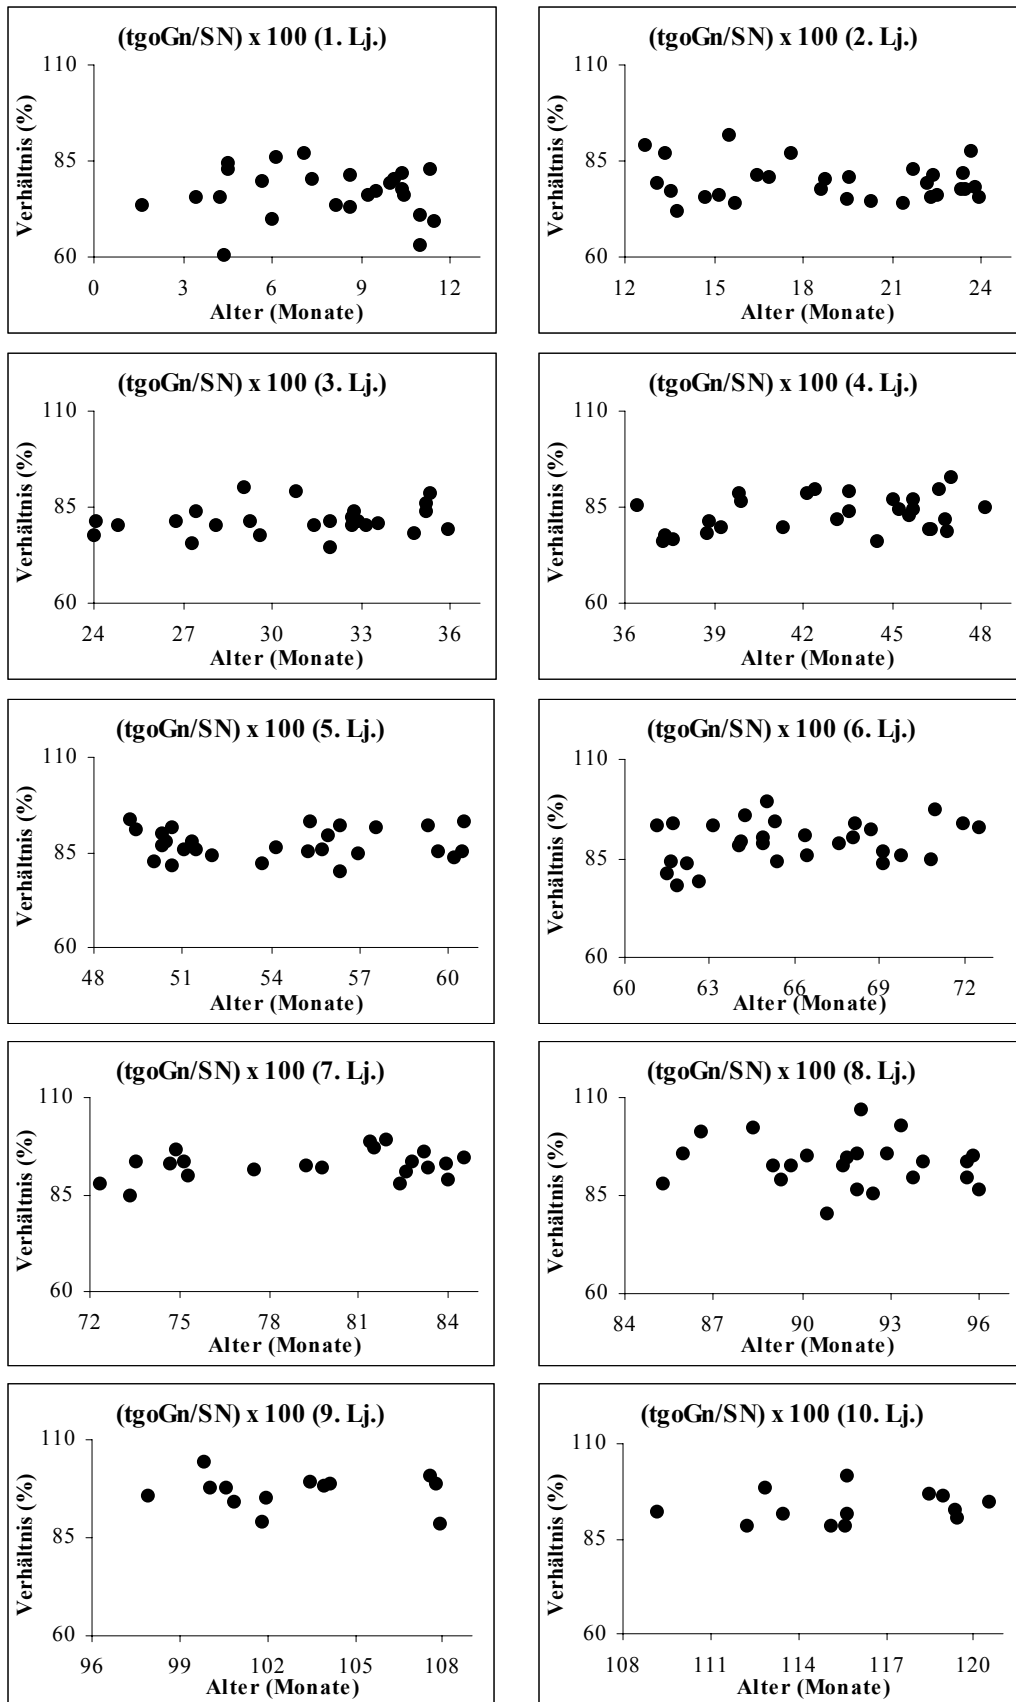 (tgoGn/SN) x 100 (1. Lj.)
Verhältnis (%)
110
85
60
0 3 6 9 12
Alter (Monate)
(tgoGn/SN) x 100 (2. Lj.)
Verhältnis (%)
110
85
60
12 15 18 21 24
Alter (Monate)
(tgoGn/SN) x 100 (3. Lj.)
Verhältnis (%)
110
85
60
24 27 30 33 36
Alter (Monate)
(tgoGn/SN) x 100 (4. Lj.)
Verhältnis (%)
110
85
60
36 39 42 45 48
Alter (Monate)
(tgoGn/SN) x 100 (5. Lj.)
Verhältnis (%)
110
85
60
48 51 54 57 60
Alter (Monate)
(tgoGn/SN) x 100 (6. Lj.)
Verhältnis (%)
110
85
60
60 63 66 69 72
Alter (Monate)
(tgoGn/SN) x 100 (7. Lj.)
Verhältnis (%)
110
85
60
72 75 78 81 84
Alter (Monate)
(tgoGn/SN) x 100 (8. Lj.)
Verhältnis (%)
110
85
60
84 87 90 93 96
Alter (Monate)
(tgoGn/SN) x 100 (9. Lj.)
Verhältnis (%)
110
85
60
96 99 102 105 108
Alter (Monate)
(tgoGn/SN) x 100 (10. Lj.)
Verhältnis (%)
110
85
60
108 111 114 117 120
Alter (Monate)